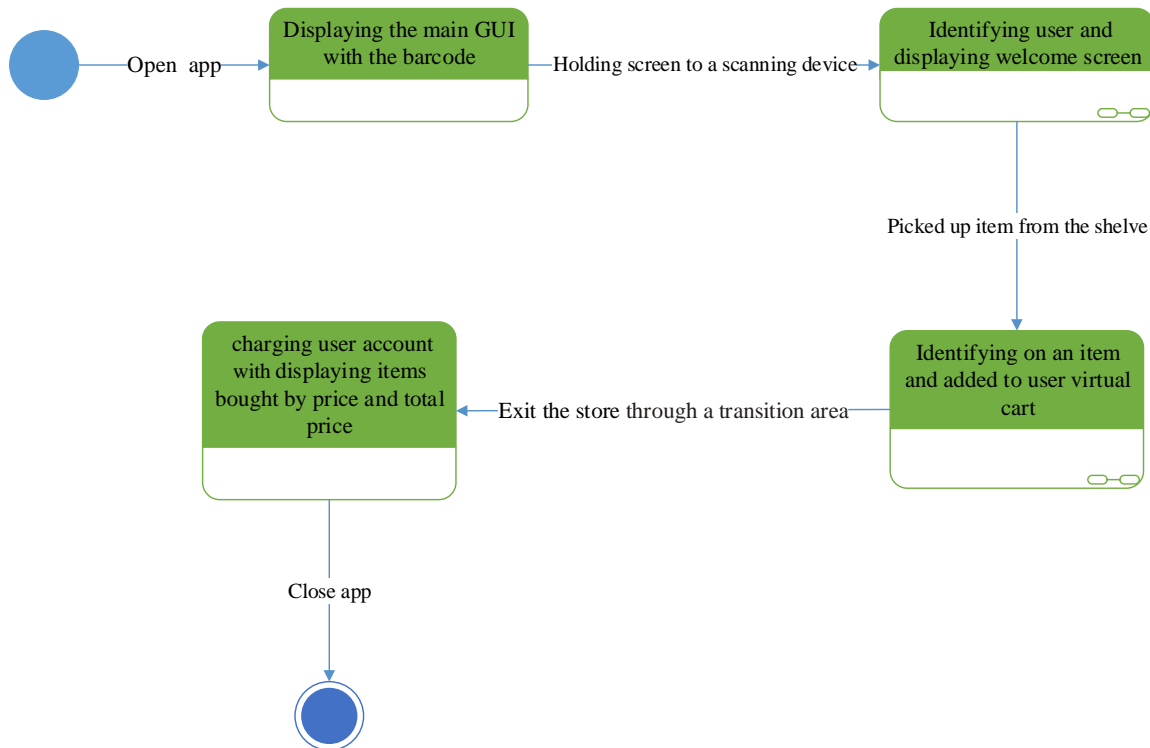 Open app
Displaying the main GUI
with the barcode
Holding screen to a scanning device
Identifying user and
displaying welcome screen
Picked up item from the shelve
Identifying on an item
and added to user virtual
cart
Exit the store through a transition area
charging user account
with displaying items
bought by price and total
price
Close app